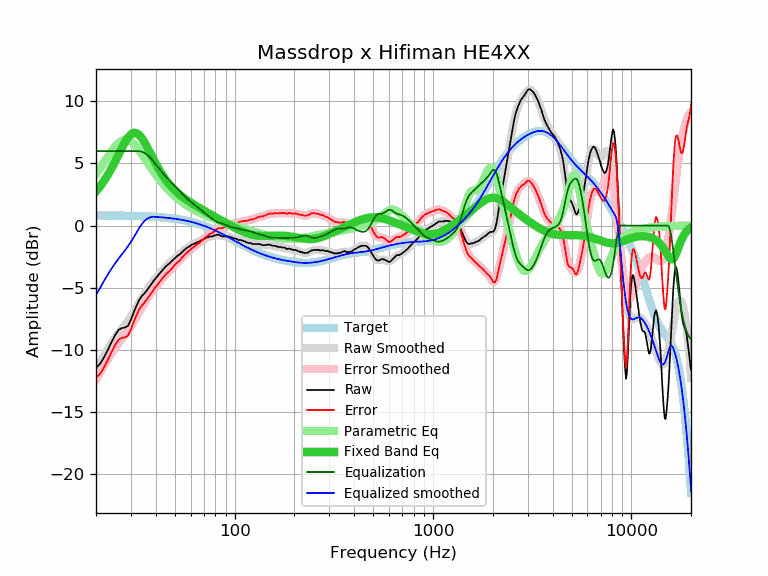 Massdrop x Hifiman HE4XX
10
5
0
−5
−10
−15
−20
Amplitude (dBr)
Target
Raw Smoothed
Error Smoothed
Raw
Error
Parametric Eq
Fixed Band Eq
Equalization
Equalized smoothed
100 1000 10000
Frequency (Hz)